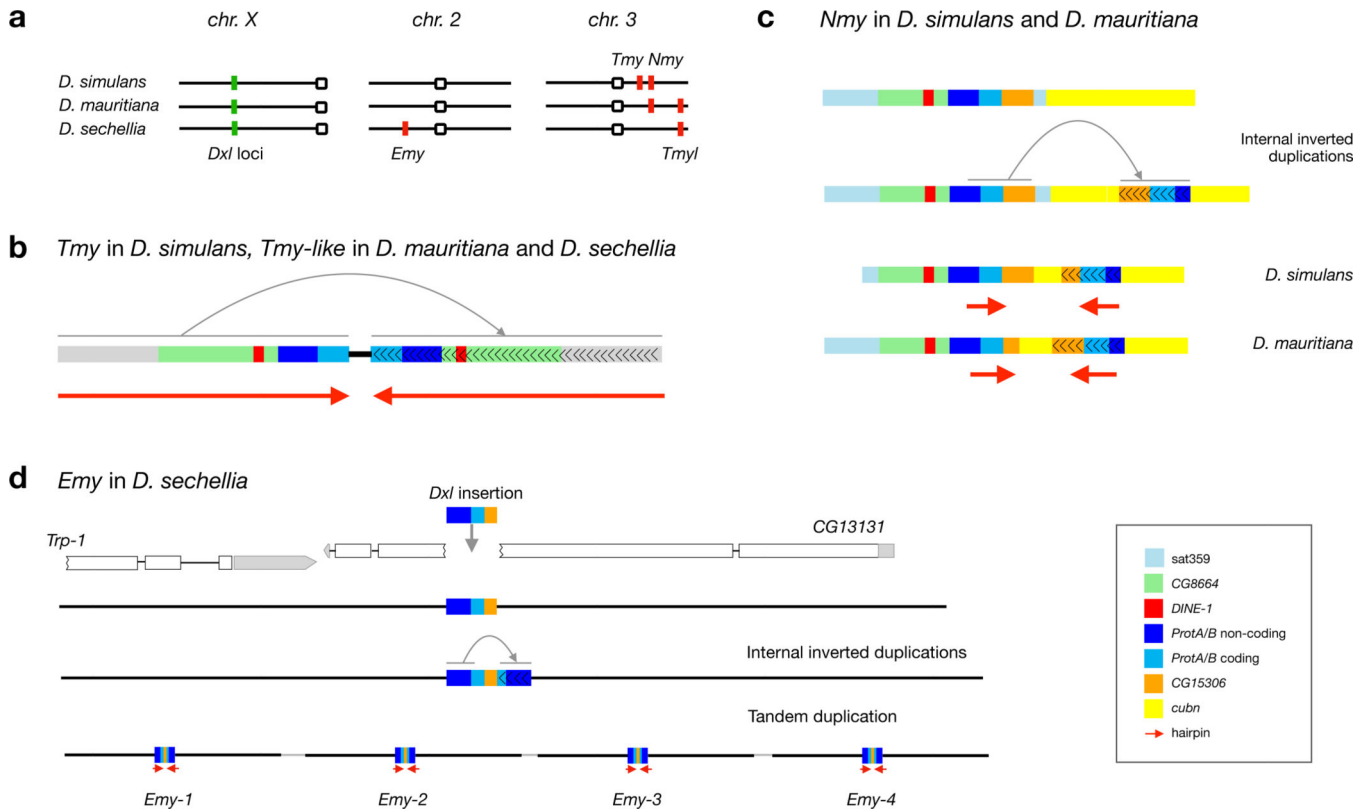 a
chr. X
chr. 2
chr. 3
Tmy Nmy
D. simulans
D. mauritiana
D. sechellia
Dxl loci
Emy
Tmyl
b
Tmy in D. simulans, Tmy-like in D. mauritiana and D. sechellia
c
Nmy in D. simulans and D. mauritiana
Internal inverted
duplications
D. simulans
D. mauritiana
d
Emy in D. sechellia
Dxl insertion
Trp-1
CG13131
Internal inverted duplications
Tandem duplication
Emy-1
Emy-2
Emy-3
Emy-4
sat359
CG8664
DINE-1
ProtA/B non-coding
ProtA/B coding
CG15306
cubn
hairpin